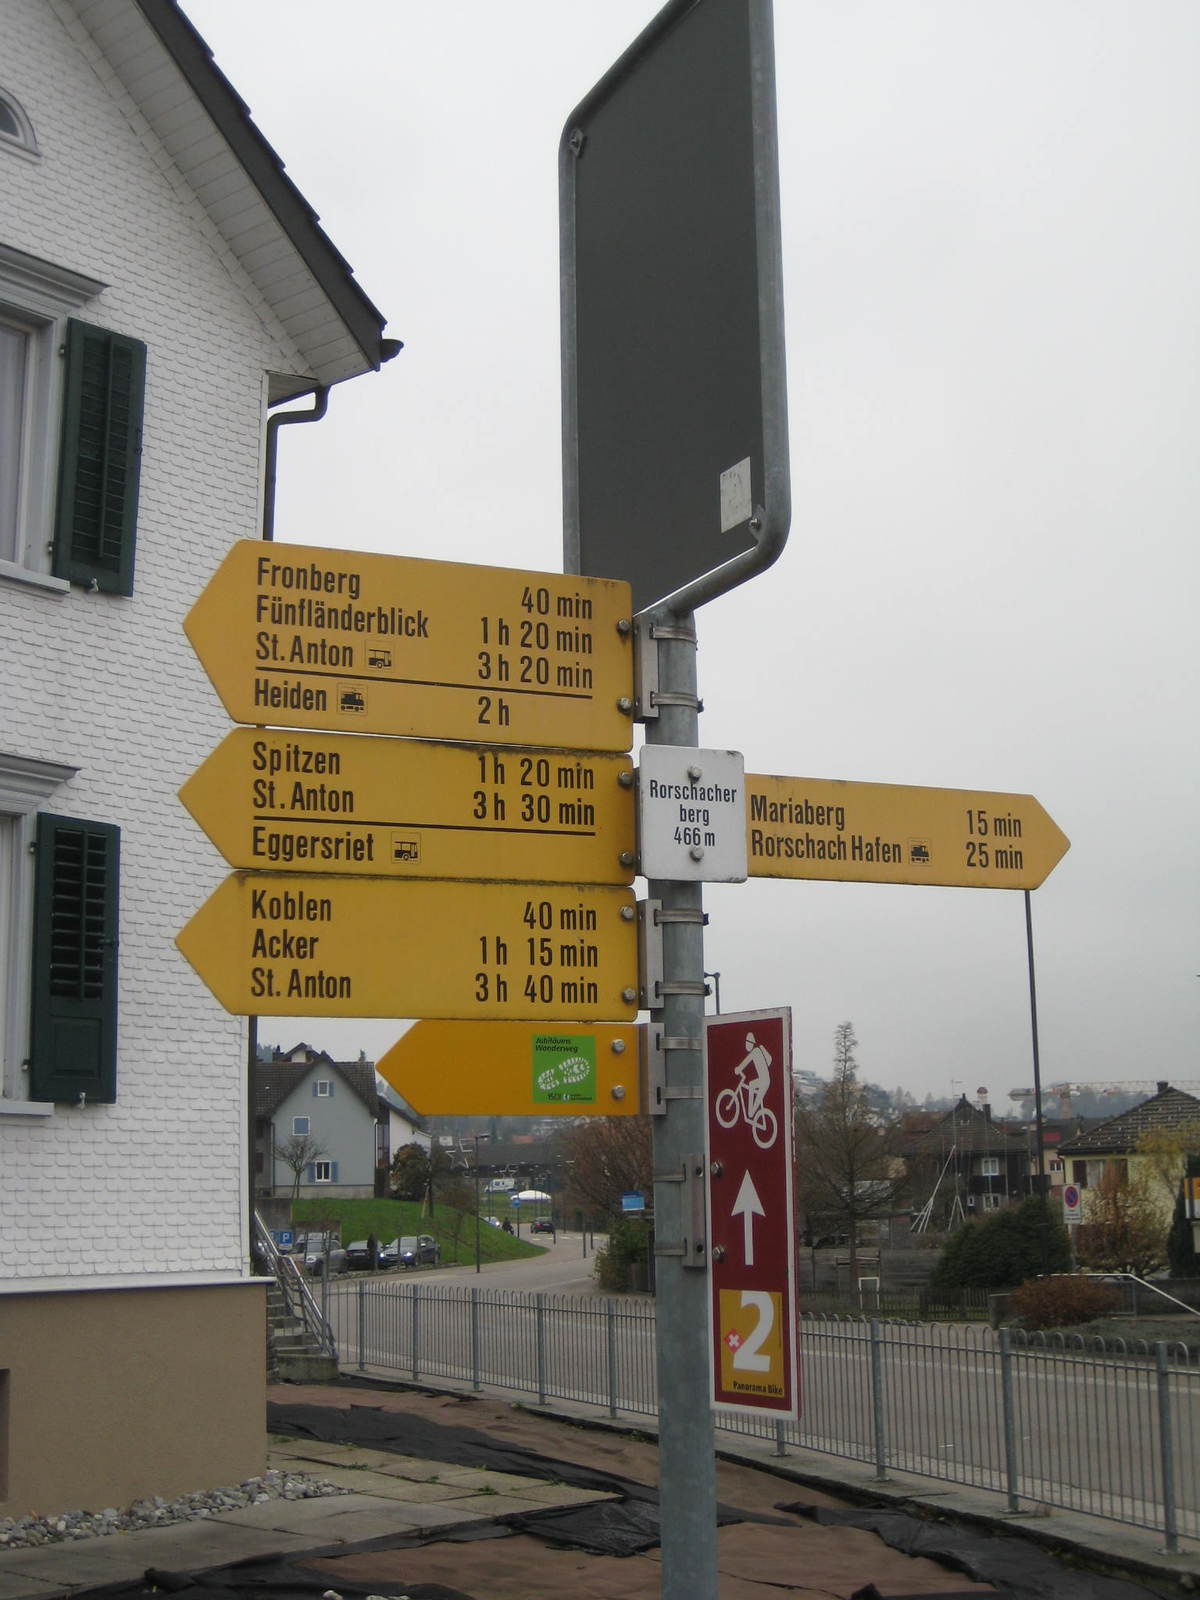 Fronberg 40 min
Fünfländerblick 1 h 20 min
St. Anton 3 h 20 min
Heiden 2 h
Spitzen 1 h 20 min
St. Anton 3 h 30 min
Eggersriet
Koblen 40 min
Acker 1 h 15 min
St. Anton 3 h 40 min
Jubiläums
Wanderweg
Rorschacher
berg
466 m
Mariaberg 15 min
Rorschach Hafen 25 min
2
Panorama Bike
P